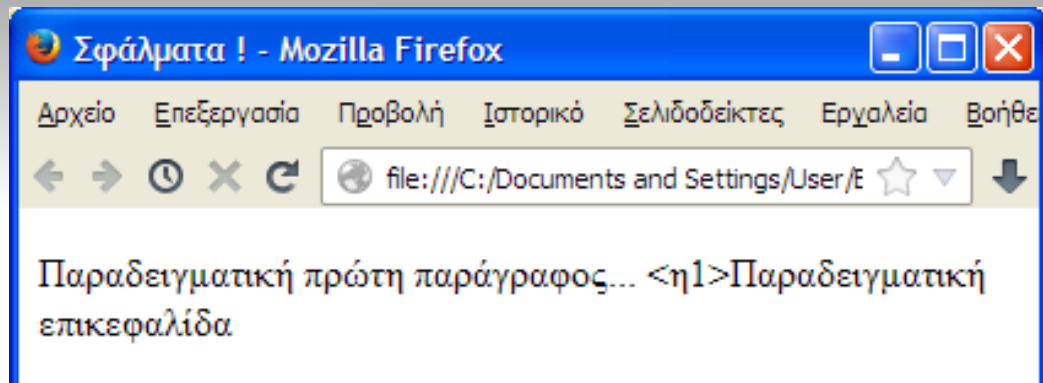 Σφάλματα ! - Mozilla Firefox
Αρχείο Επεξεργασία Προβολή Ιστορικό Σελιδοδείκτες Εργαλεία Βοήθε
file:///C:/Documents and Settings/User/E
Παραδειγματική πρώτη παράγραφος... <η1>Παραδειγματική
επικεφαλίδα